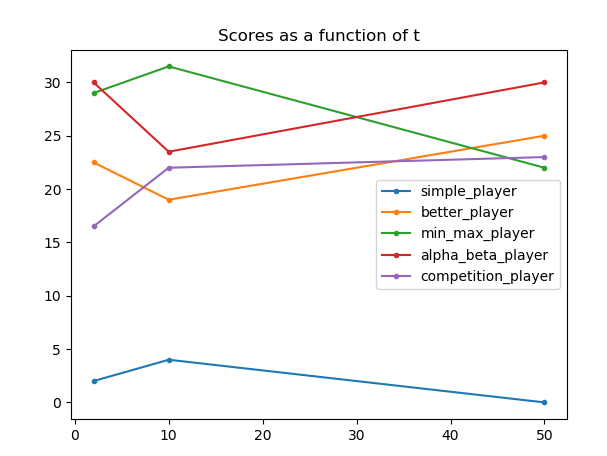 Scores as a function of t
30
25
20
15
10
5
0
simple_player
better_player
min_max_player
alpha_beta_player
competition_player
0 10 20 30 40 50